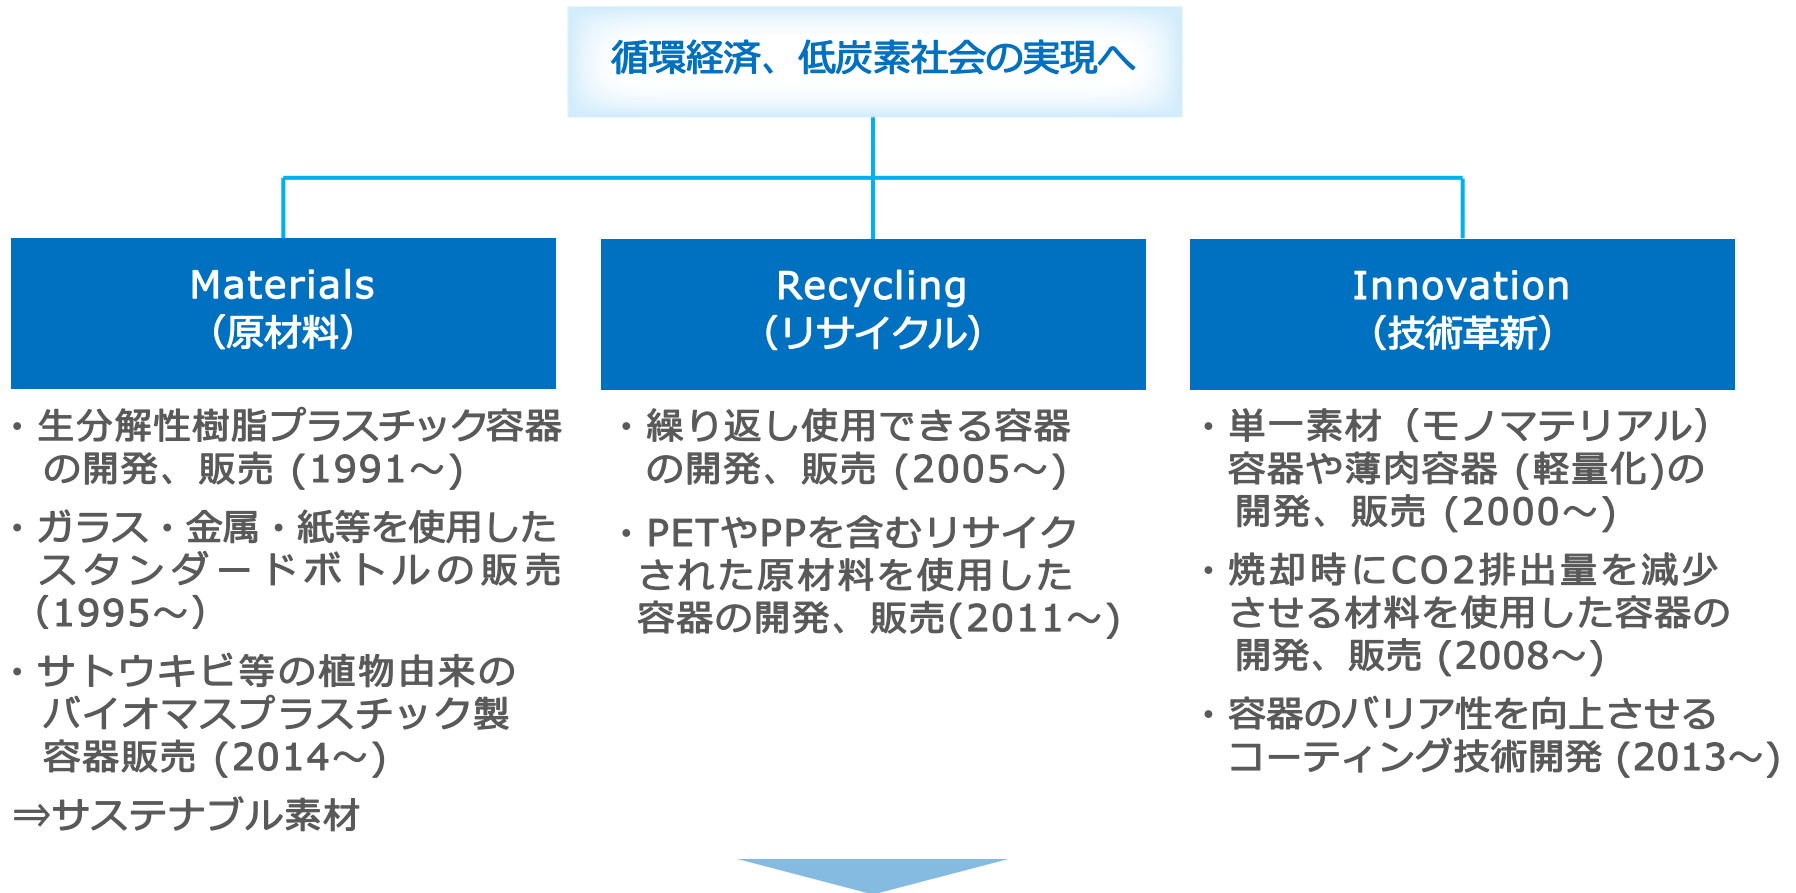 循環経済、低炭素社会の実現へ
Materials
（原材料）
・生分解性樹脂プラスチック容器
の開発、販売 (1991～)
・ガラス・金属・紙等を使用した
スタンダードボトルの販売
（1995～）
・サトウキビ等の植物由来の
バイオマスプラスチック製
容器販売 (2014～)
⇒サステナブル素材
Recycling
（リサイクル）
・繰り返し使用できる容器
の開発、販売 (2005～)
・PETやPPを含むリサイク
された原材料を使用した
容器の開発、販売(2011～)
Innovation
（技術革新）
・単一素材（モノマテリアル）
容器や薄肉容器 (軽量化)の
開発、販売 (2000～)
・焼却時にCO2排出量を減少
させる材料を使用した容器の
開発、販売 (2008～)
・容器のバリア性を向上させる
コーティング技術開発 (2013～)